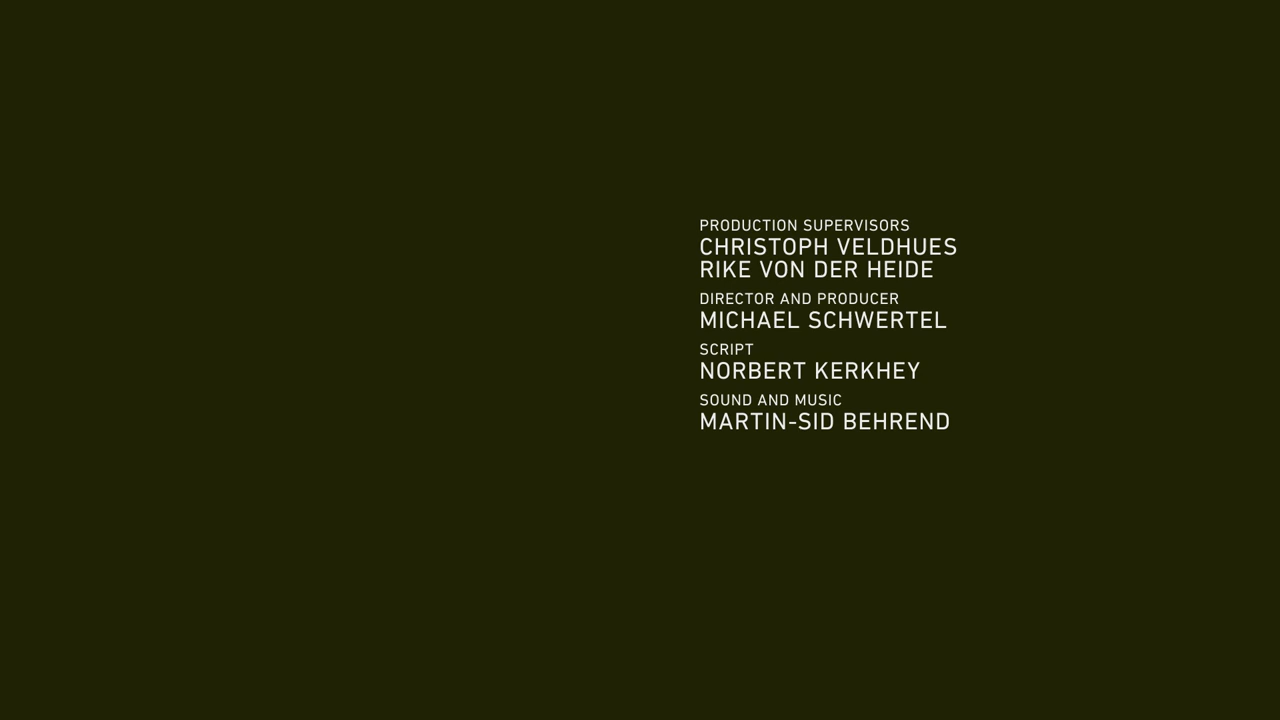 PRODUCTION SUPERVISORS
CHRISTOPH VELDHUES
RIKE VON DER HEIDE
DIRECTOR AND PRODUCER
MICHAEL SCHWERTEL
SCRIPT
NORBERT KERKHEY
SOUND AND MUSIC
MARTIN-SID BEHREND